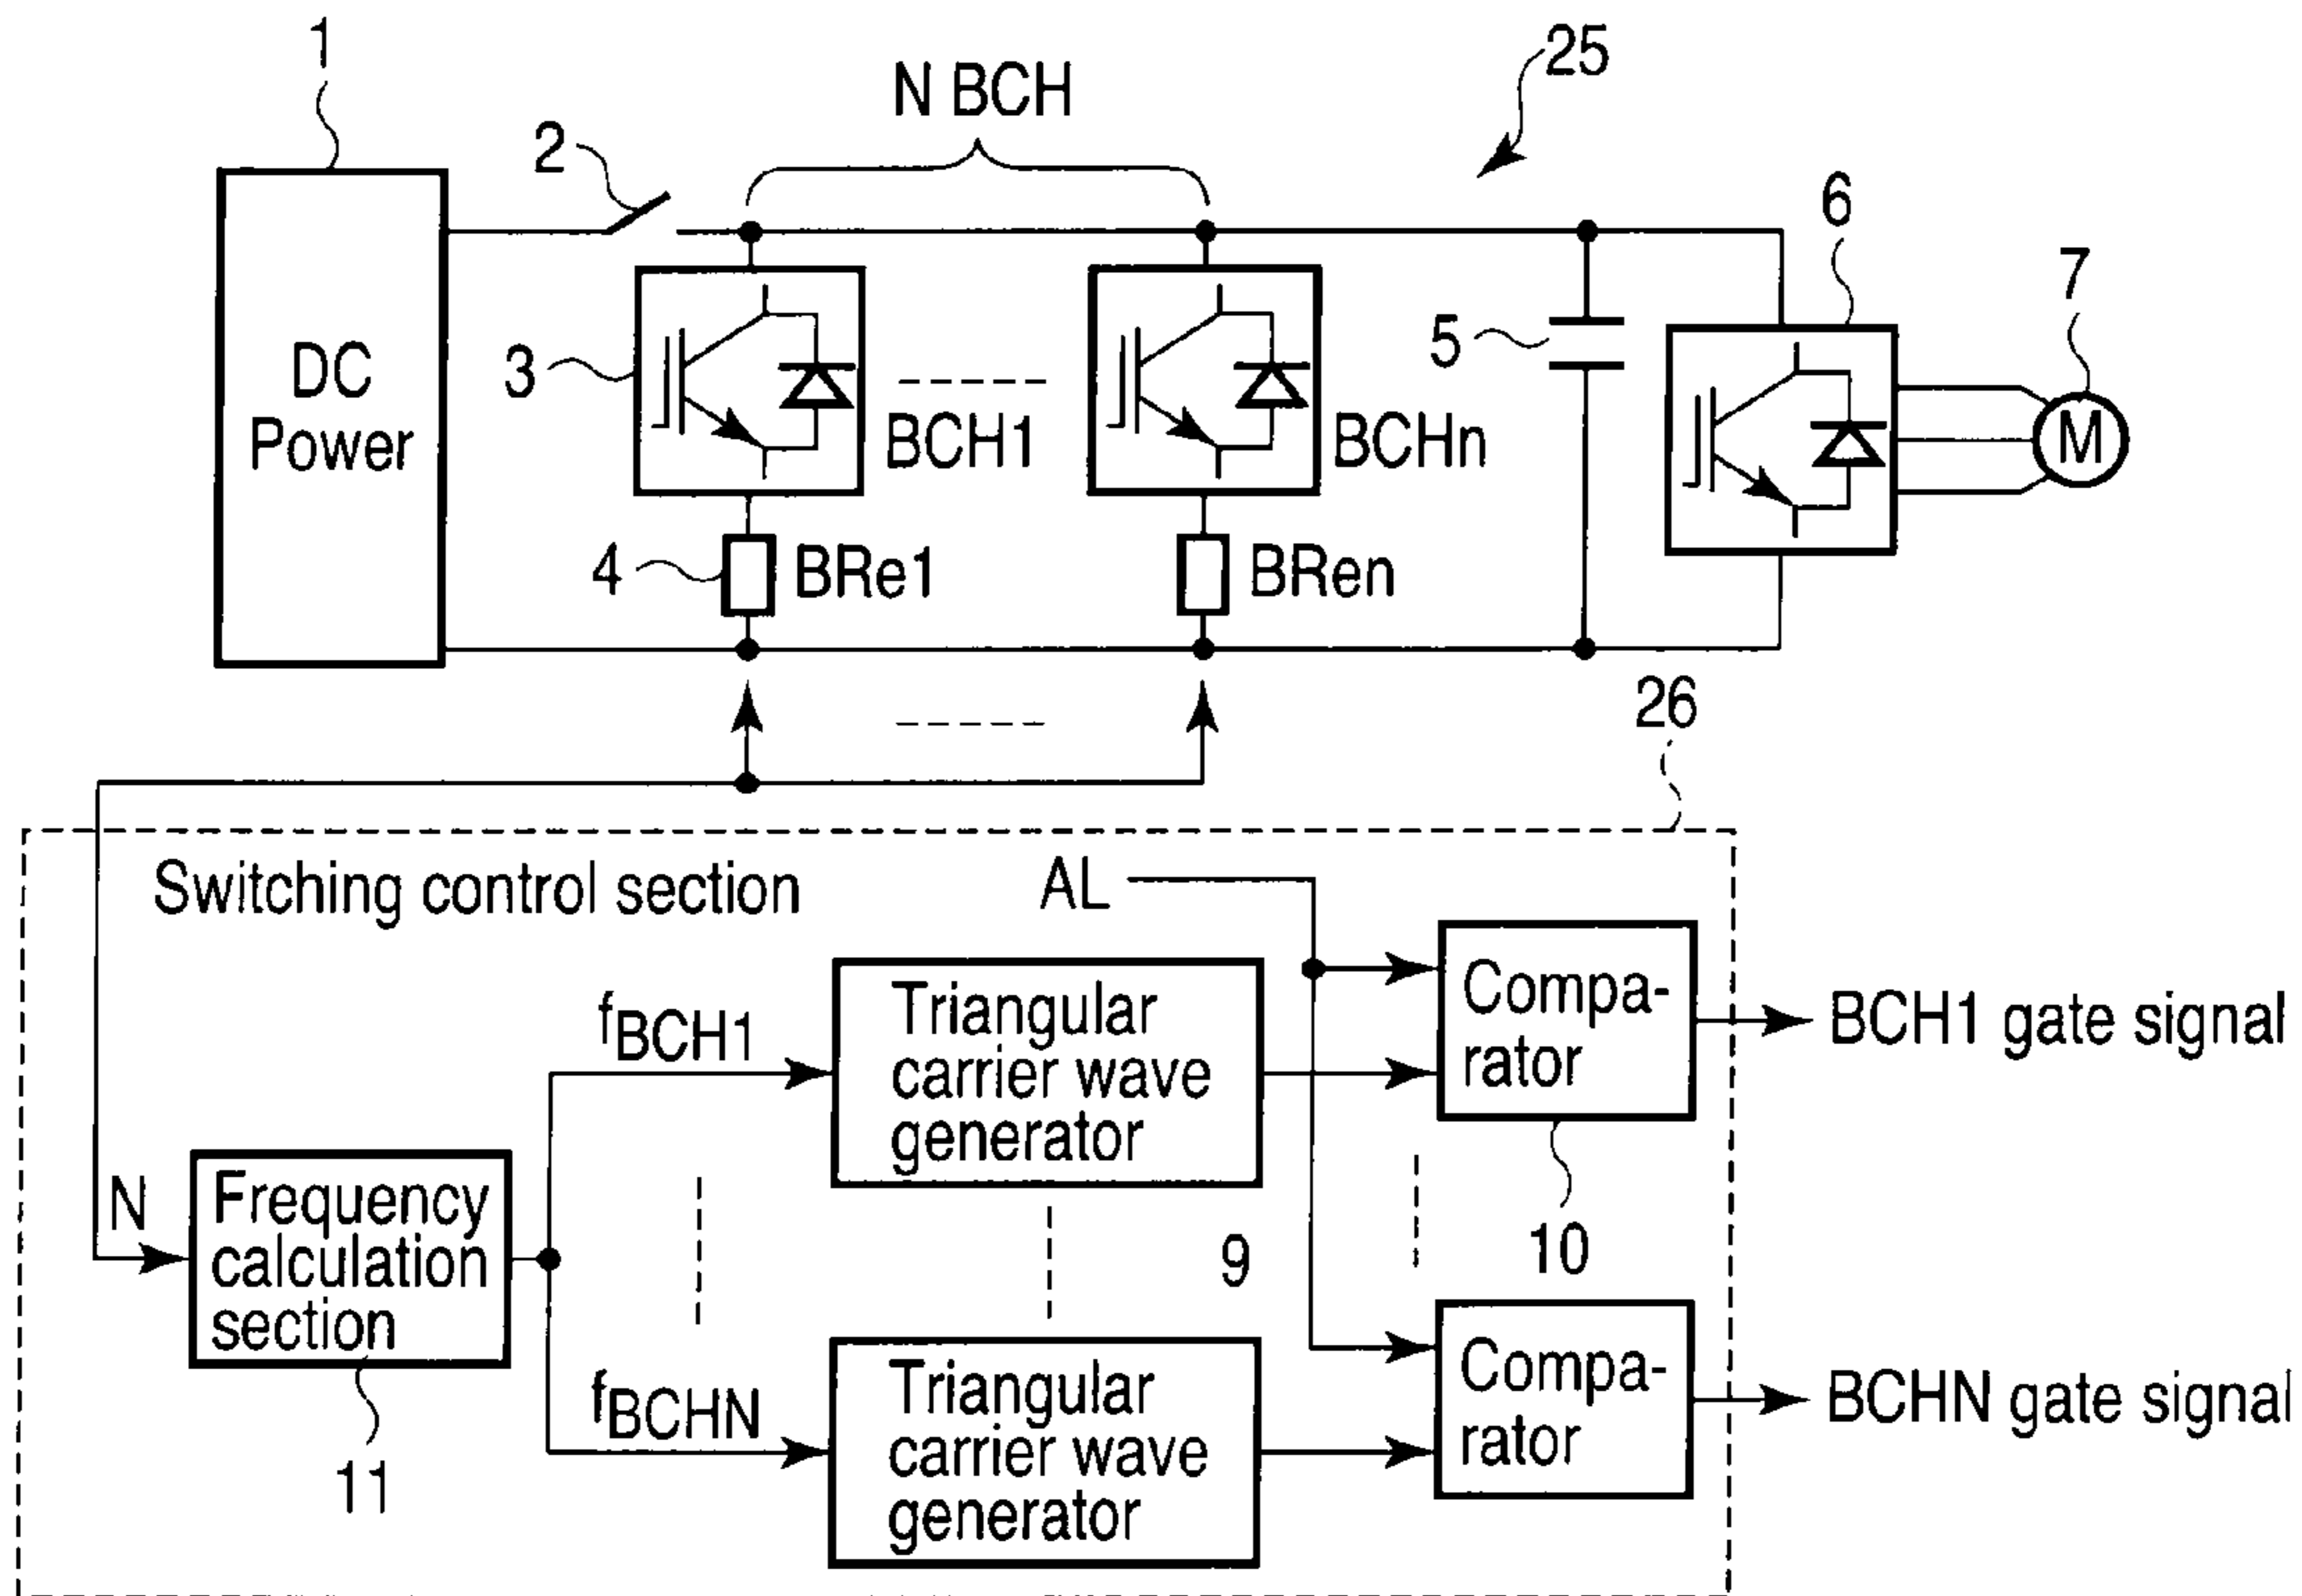 1
25
N BCH
2
6
7
DC
Power
3
BCH1
BCHn
5
M
4
BRe1
BRen
26
Switching control section
AL
fBCH1
Triangular
carrier wave
generator
Compa-
rator
BCH1 gate signal
N
Frequency
calculation
section
9
10
11
fBCHN
Triangular
carrier wave
generator
Compa-
rator
BCHN gate signal